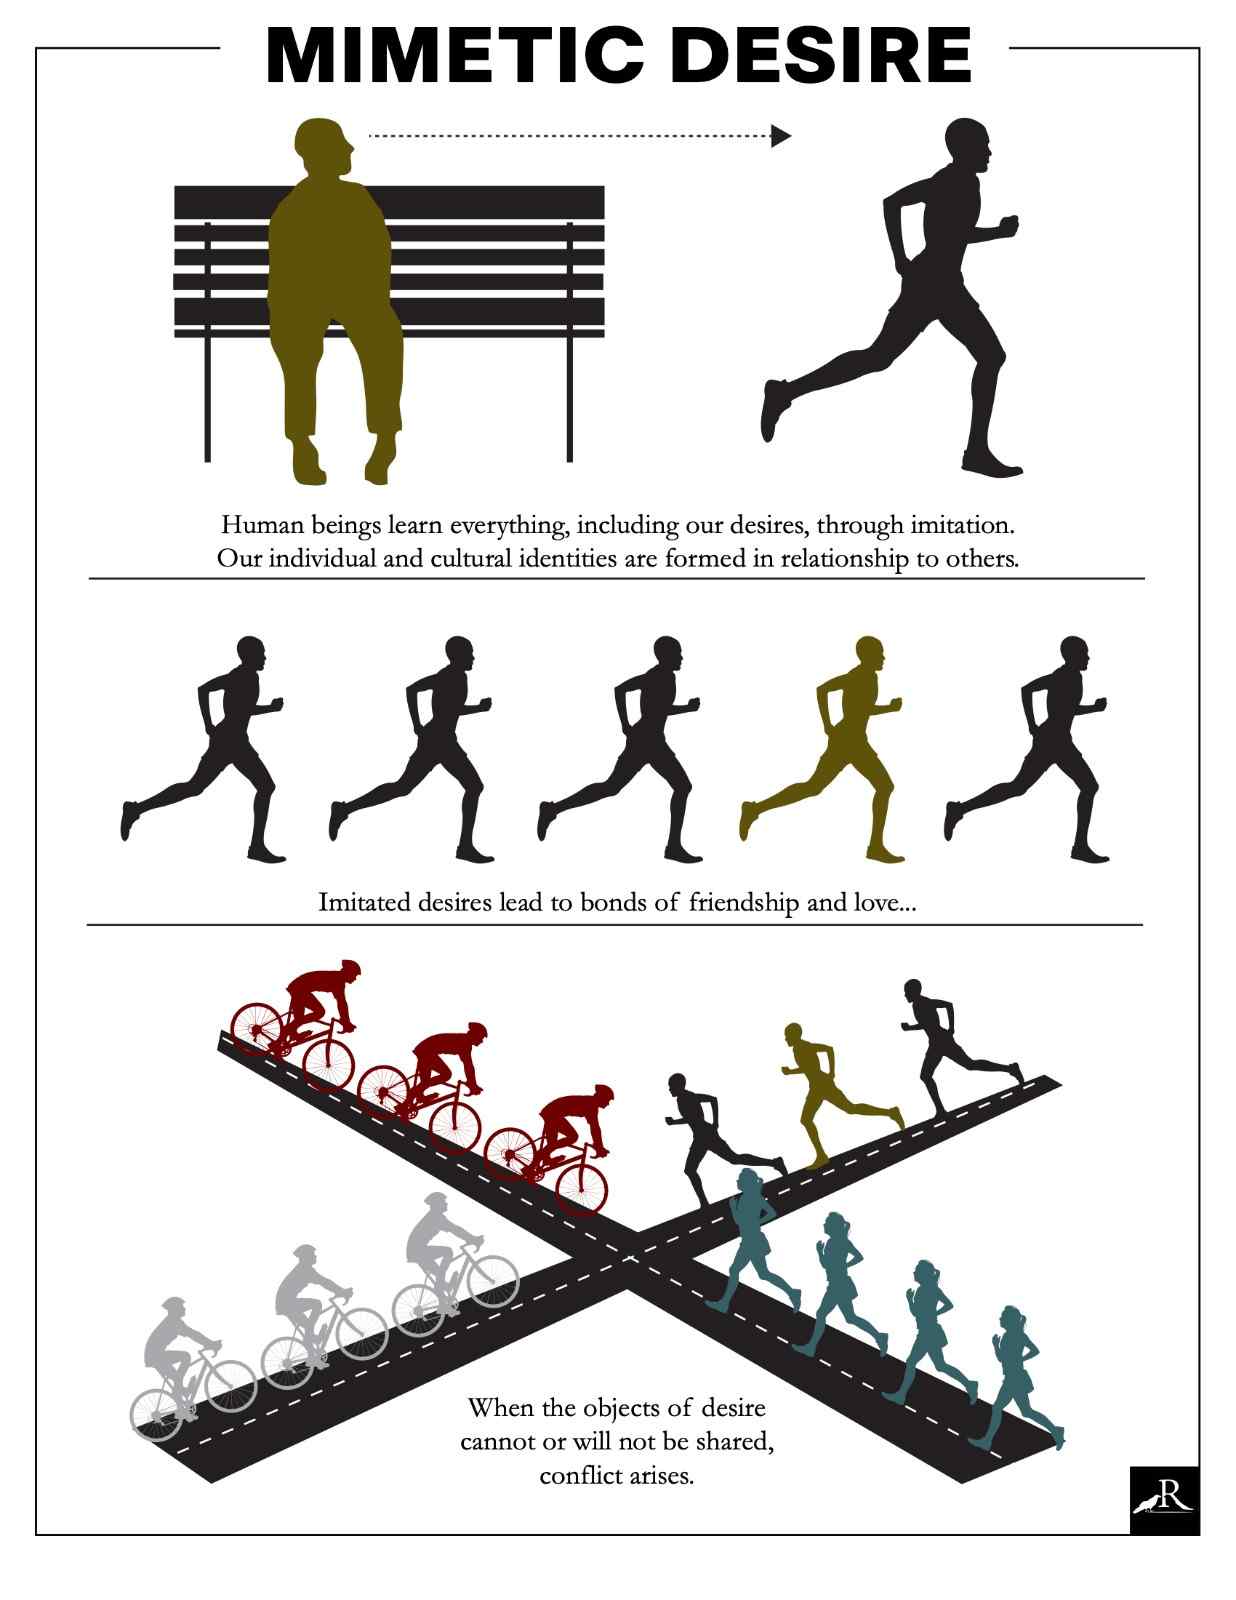 MIMETIC DESIRE
Human beings learn everything, including our desires, through imitation.
Our individual and cultural identities are formed in relationship to others.
Imitated desires lead to bonds of friendship and love...
When the objects of desire
cannot or will not be shared,
conflict arises.
R